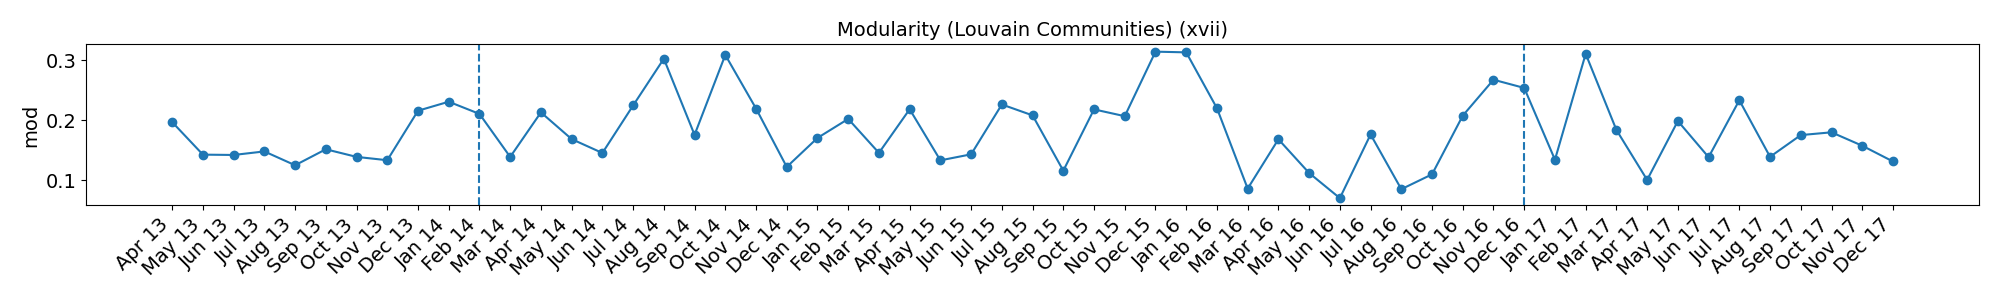 Modularity (Louvain Communities) (xvii)
mod
0.3
0.2
0.1
Apr 13
May 13
Jun 13
Jul 13
Aug 13
Sep 13
Oct 13
Nov 13
Dec 13
Jan 14
Feb 14
Mar 14
Apr 14
May 14
Jun 14
Jul 14
Aug 14
Sep 14
Oct 14
Nov 14
Dec 14
Jan 15
Feb 15
Mar 15
Apr 15
May 15
Jun 15
Jul 15
Aug 15
Sep 15
Oct 15
Nov 15
Dec 15
Jan 16
Feb 16
Mar 16
Apr 16
May 16
Jun 16
Jul 16
Aug 16
Sep 16
Oct 16
Nov 16
Dec 16
Jan 17
Feb 17
Mar 17
Apr 17
May 17
Jun 17
Jul 17
Aug 17
Sep 17
Oct 17
Nov 17
Dec 17